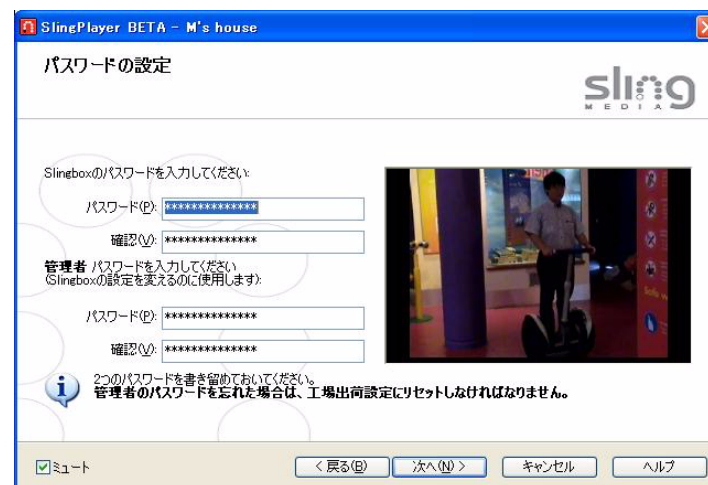 SlingPlayer BETA - M's house
パスワードの設定
sling
MEDIA
Slingboxのパスワードを入力してください:
パスワード(P): **************
確認(V): **************
管理者 パスワードを入力してください
(Slingboxの設定を変えるのに使用します):
パスワード(P): **************
確認(V): **************
2つのパスワードを書き留めておいてください。
管理者のパスワードを忘れた場合は、工場出荷設定にリセットしなければなりません。
ミュート
< 戻る(B)
次へ(N) >
キャンセル
ヘルプ